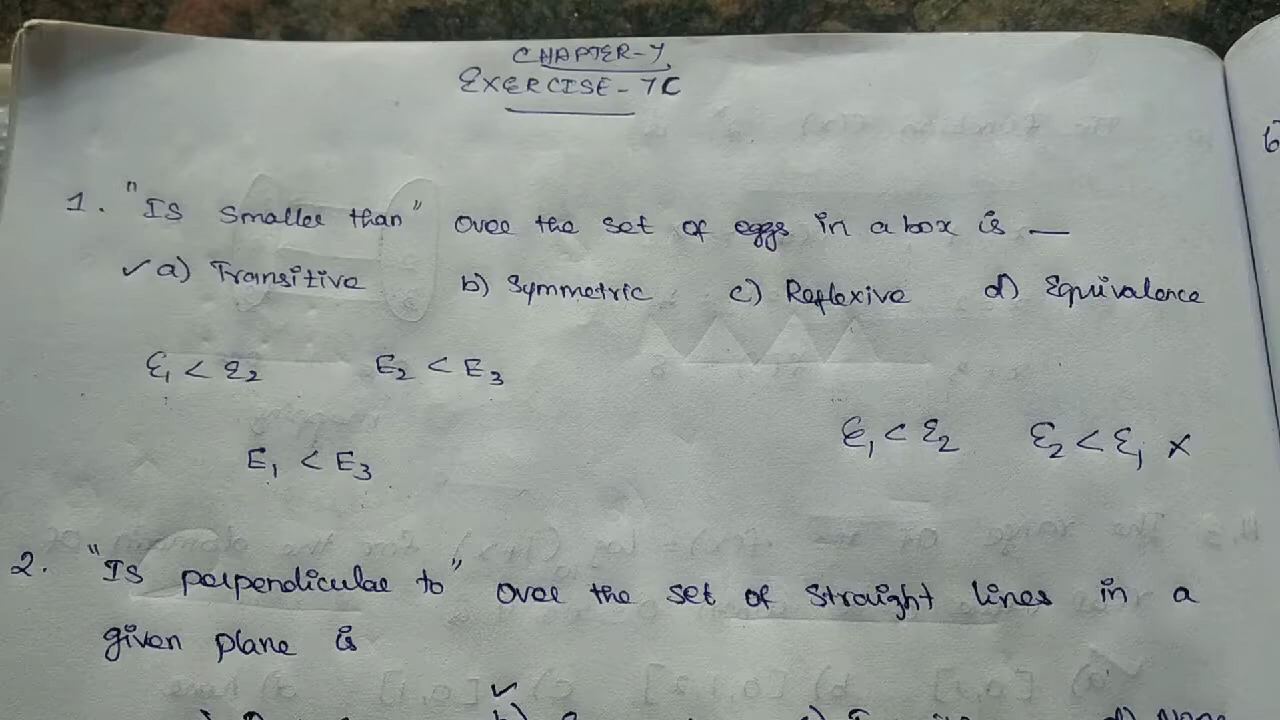 CHAPTER-7
EXERCISE-7C
1. "Is smaller than" over the set of eggs in a box is —
✓ a) Transitive b) Symmetric c) Reflexive d) Equivalence
E₁ < E₂ E₂ < E₃
E₁ < E₂ E₂ < E₁ ×
E₁ < E₃
2. "Is perpendicular to" over the set of straight lines in a
given plane is